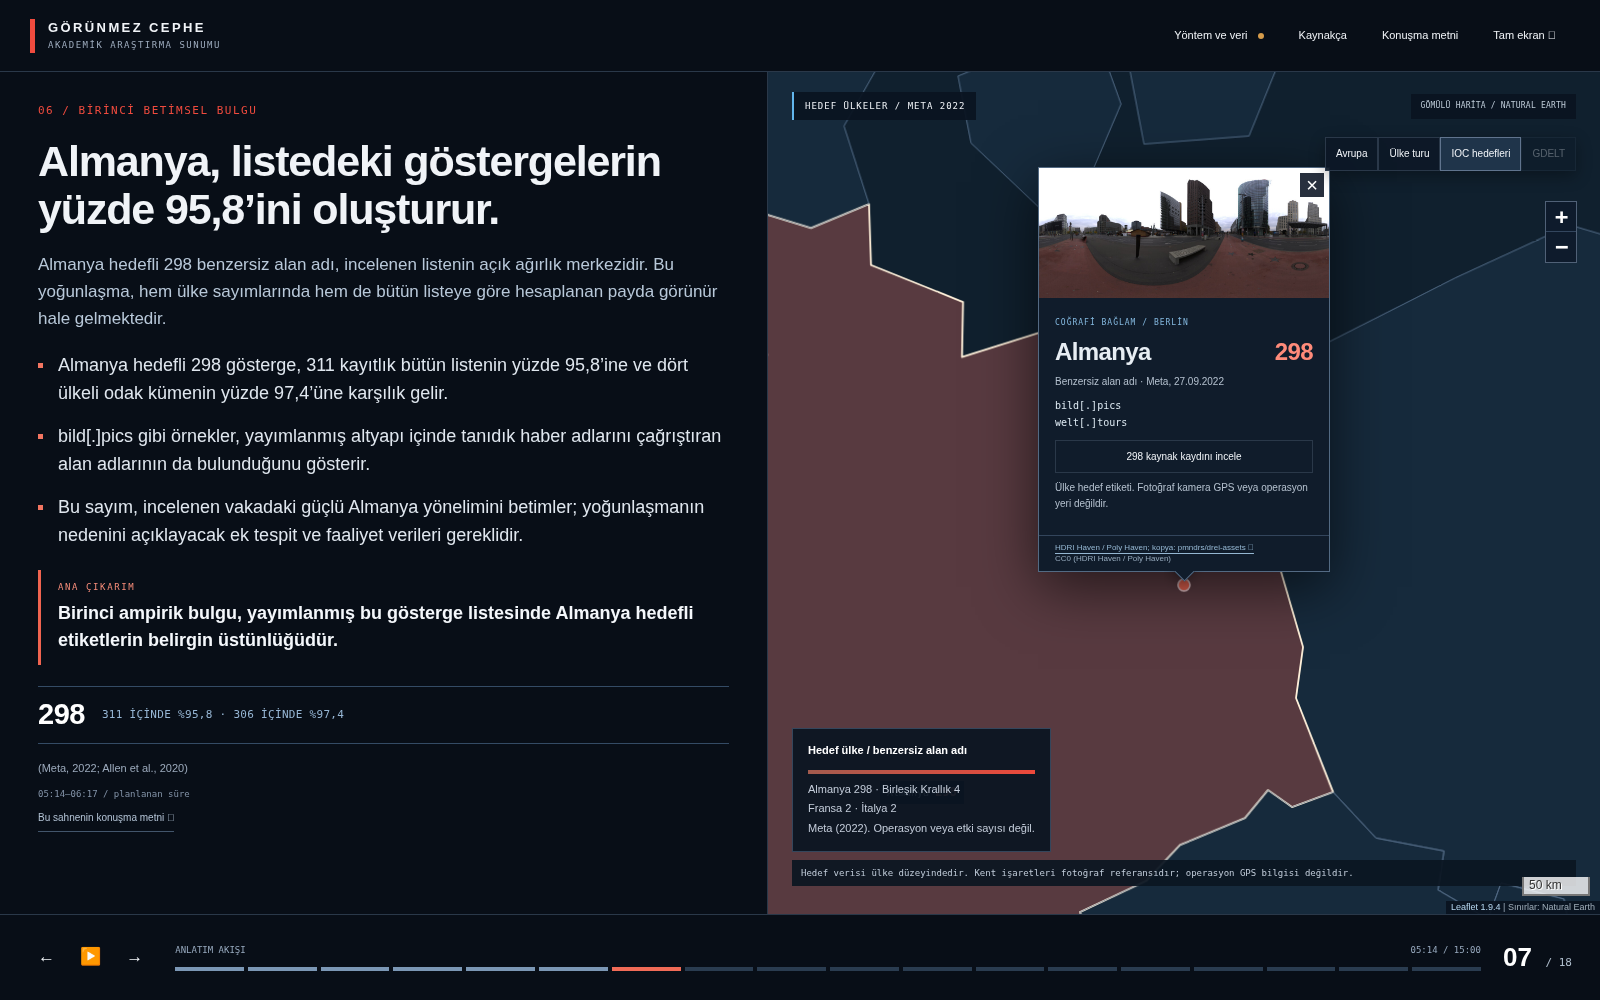 GÖRÜNMEZ CEPHE
AKADEMİK ARAŞTIRMA SUNUMU
Yöntem ve veri
Kaynakça
Konuşma metni
Tam ekran
06 / BİRİNCİ BETİMSEL BULGU
Almanya, listedeki göstergelerin
yüzde 95,8’ini oluşturur.
Almanya hedefli 298 benzersiz alan adı, incelenen listenin açık ağırlık merkezidir. Bu
yoğunlaşma, hem ülke sayımlarında hem de bütün listeye göre hesaplanan payda görünür
hale gelmektedir.
Almanya hedefli 298 gösterge, 311 kayıtlık bütün listenin yüzde 95,8’ine ve dört
ülkeli odak kümenin yüzde 97,4’üne karşılık gelir.
bild[.]pics gibi örnekler, yayımlanmış altyapı içinde tanıdık haber adlarını çağrıştıran
alan adlarının da bulunduğunu gösterir.
Bu sayım, incelenen vakadaki güçlü Almanya yönelimini betimler; yoğunlaşmanın
nedenini açıklayacak ek tespit ve faaliyet verileri gereklidir.
ANA ÇIKARIM
Birinci ampirik bulgu, yayımlanmış bu gösterge listesinde Almanya hedefli
etiketlerin belirgin üstünlüğüdür.
298 311 İÇİNDE %95,8 · 306 İÇİNDE %97,4
(Meta, 2022; Allen et al., 2020)
05:14–06:17 / planlanan süre
Bu sahnenin konuşma metni
HEDEF ÜLKELER / META 2022
GÖMÜLÜ HARİTA / NATURAL EARTH
Avrupa
Ülke turu
IOC hedefleri
GDELT
+
−
×
COĞRAFİ BAĞLAM / BERLİN
Almanya 298
Benzersiz alan adı · Meta, 27.09.2022
bild[.]pics
welt[.]tours
298 kaynak kaydını incele
Ülke hedef etiketi. Fotoğraf kamera GPS veya operasyon
yeri değildir.
HDRI Haven / Poly Haven; kopya: pmndrs/drei-assets
CC0 (HDRI Haven / Poly Haven)
Hedef ülke / benzersiz alan adı
Almanya 298 · Birleşik Krallık 4
Fransa 2 · İtalya 2
Meta (2022). Operasyon veya etki sayısı değil.
Hedef verisi ülke düzeyindedir. Kent işaretleri fotoğraf referansıdır; operasyon GPS bilgisi değildir.
50 km
Leaflet 1.9.4 | Sınırlar: Natural Earth
← → ANLATIM AKIŞI
05:14 / 15:00
07 / 18